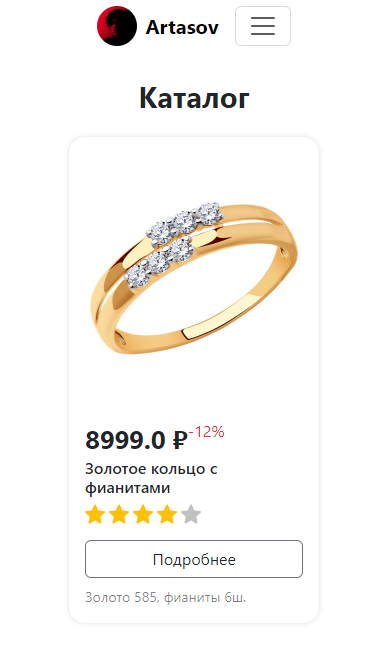 Artasov
Каталог
8999.0 ₽-12%
Золотое кольцо с
фианитами
Подробнее
Золото 585, фианиты 6ш.